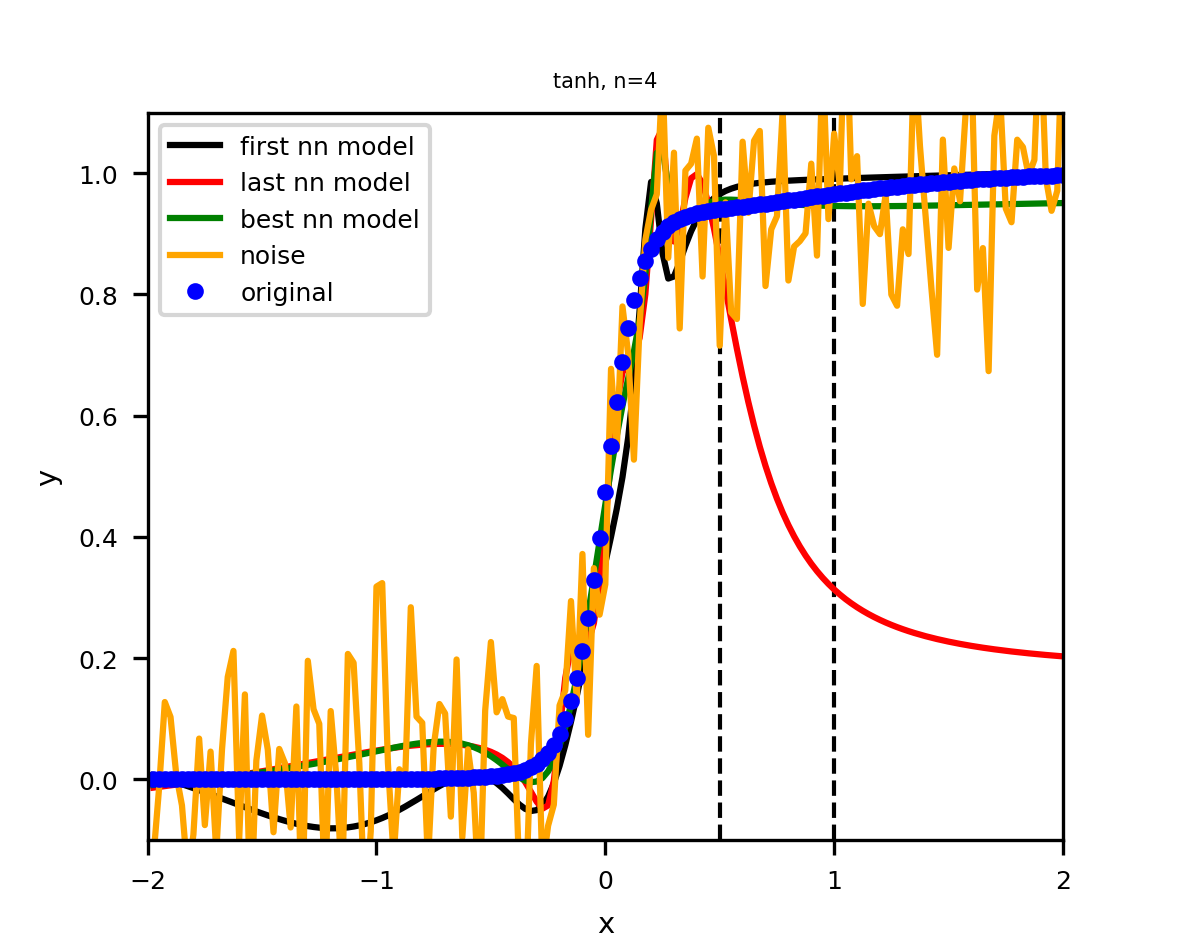 tanh, n=4
first nn model
last nn model
best nn model
noise
original
1.0
0.8
0.6
0.4
0.2
0.0
y
−2 −1 0 1 2
x